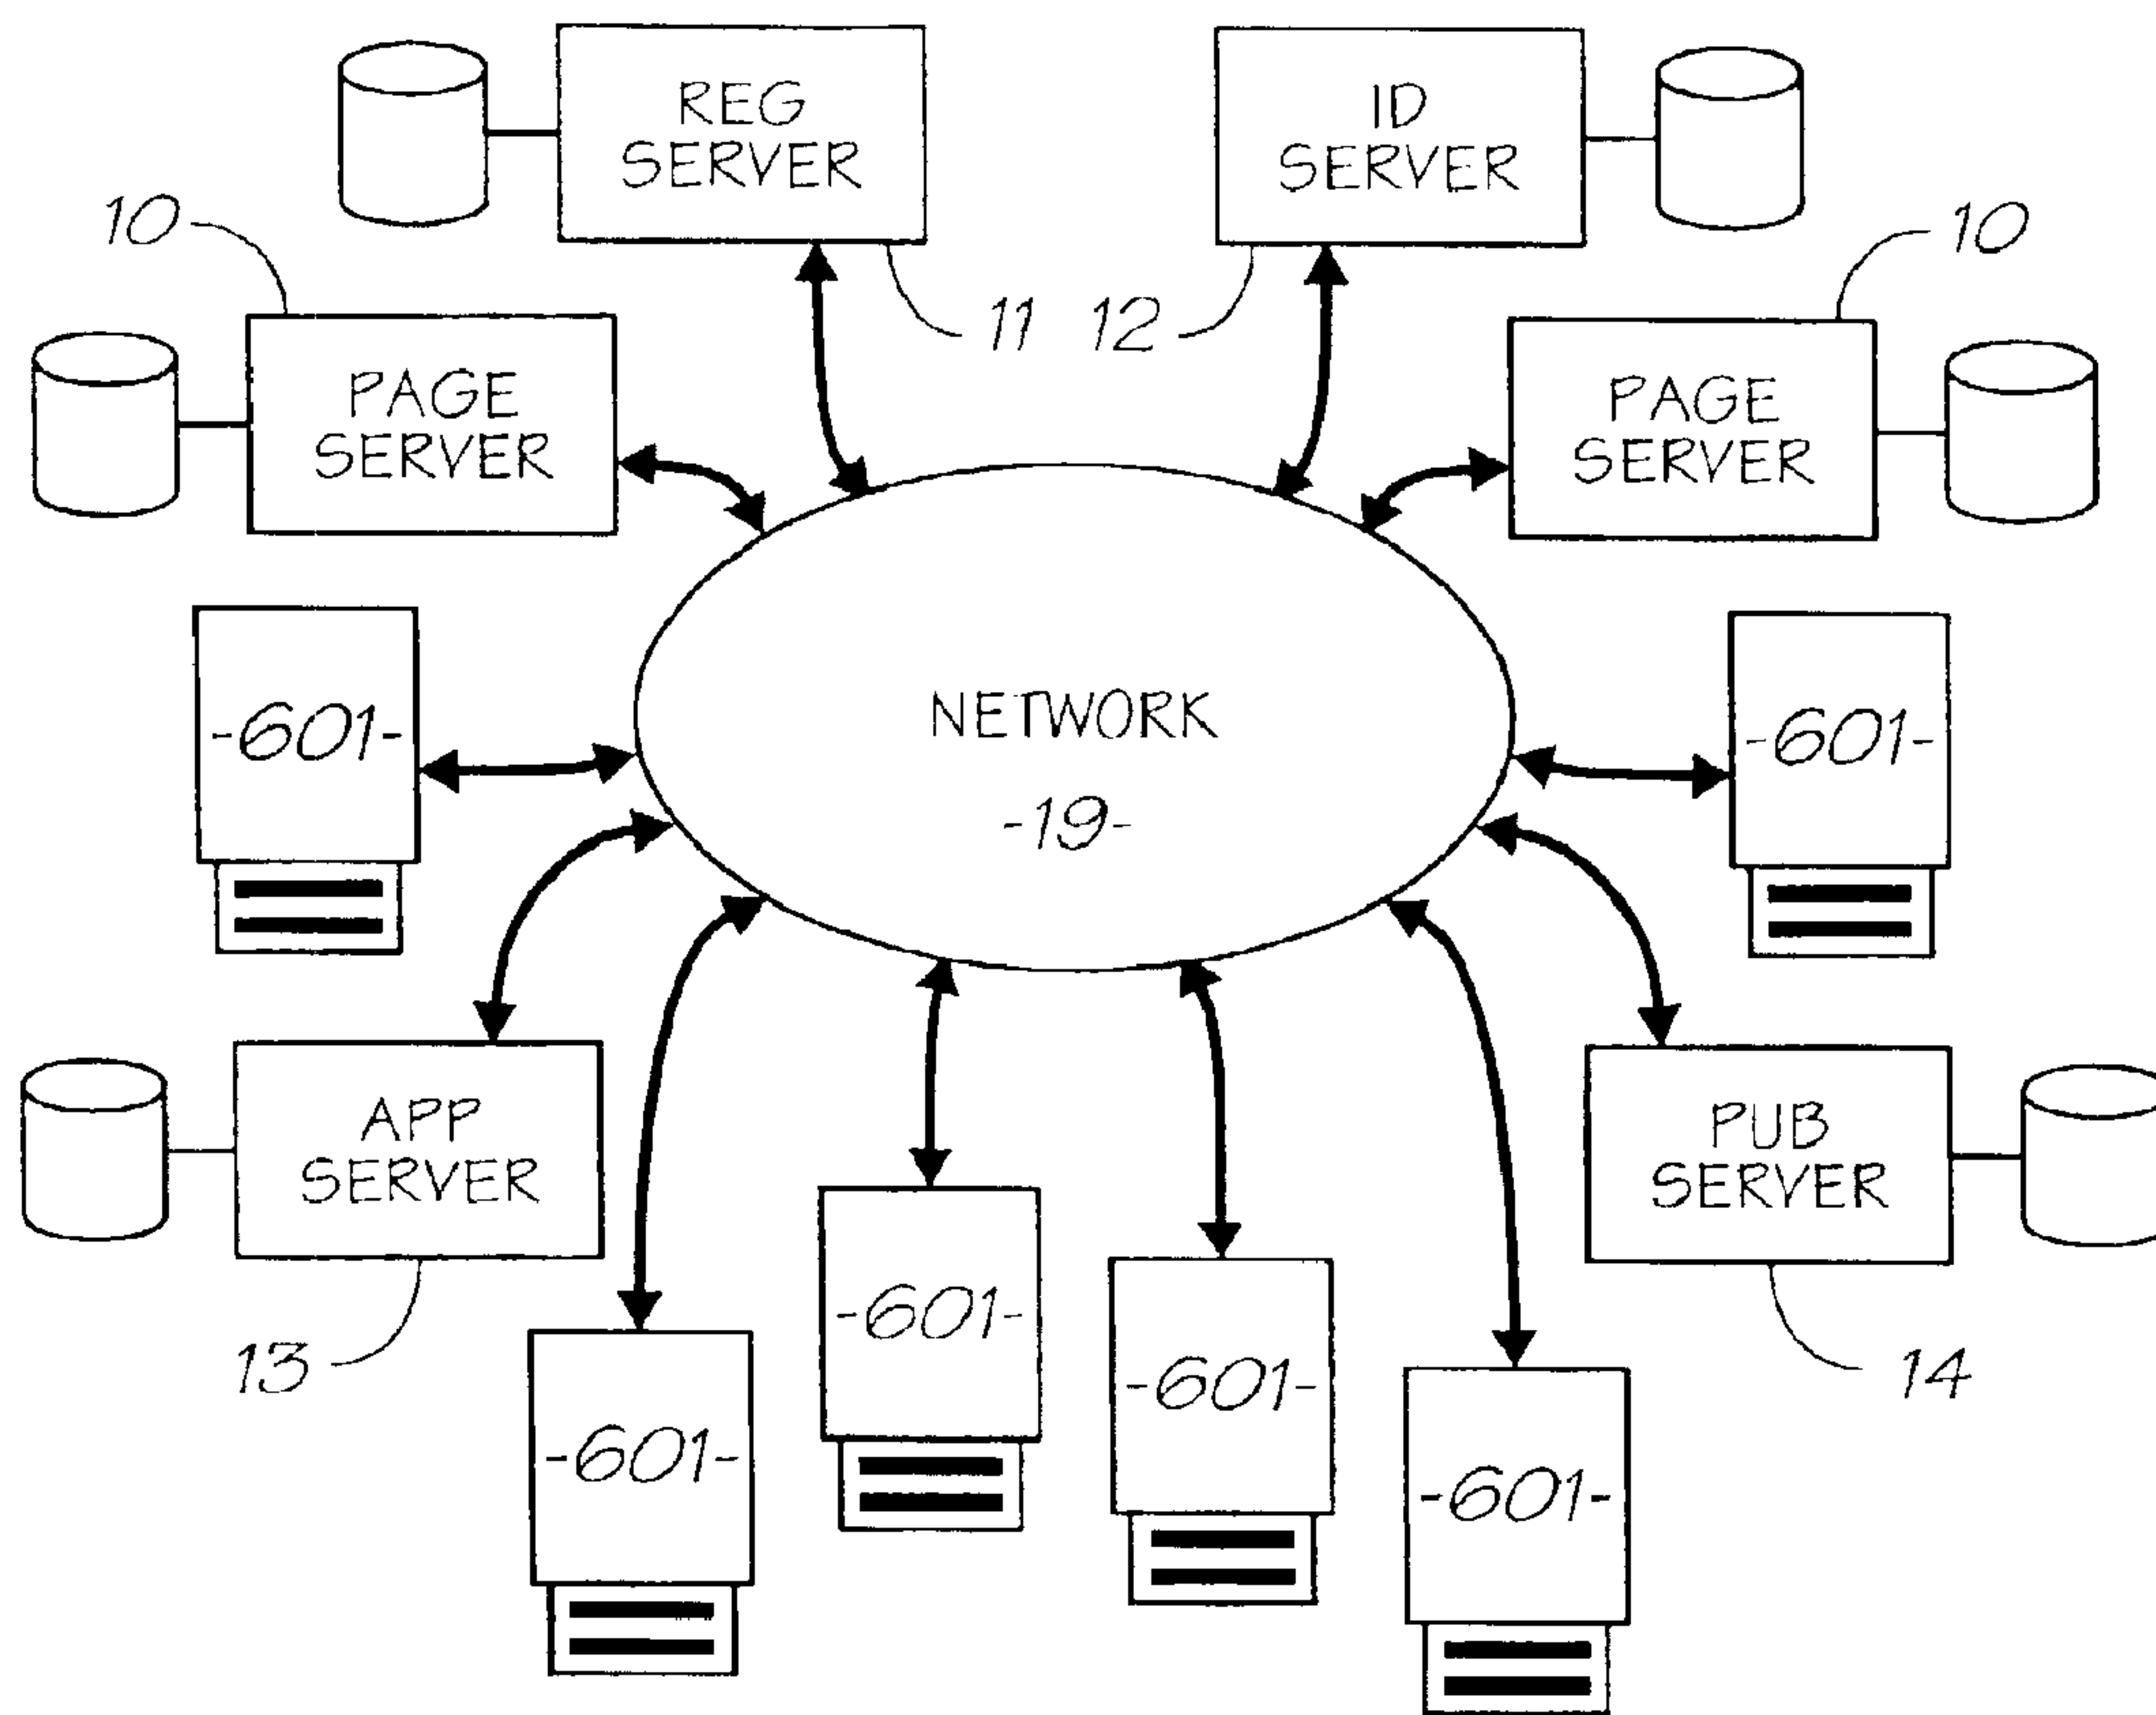 REG
SERVER
ID
SERVER
10
10
11
12
PAGE
SERVER
PAGE
SERVER
-601-
NETWORK
-19-
-601-
APP
SERVER
PUB
SERVER
13
14
-601-
-601-
-601-
-601-